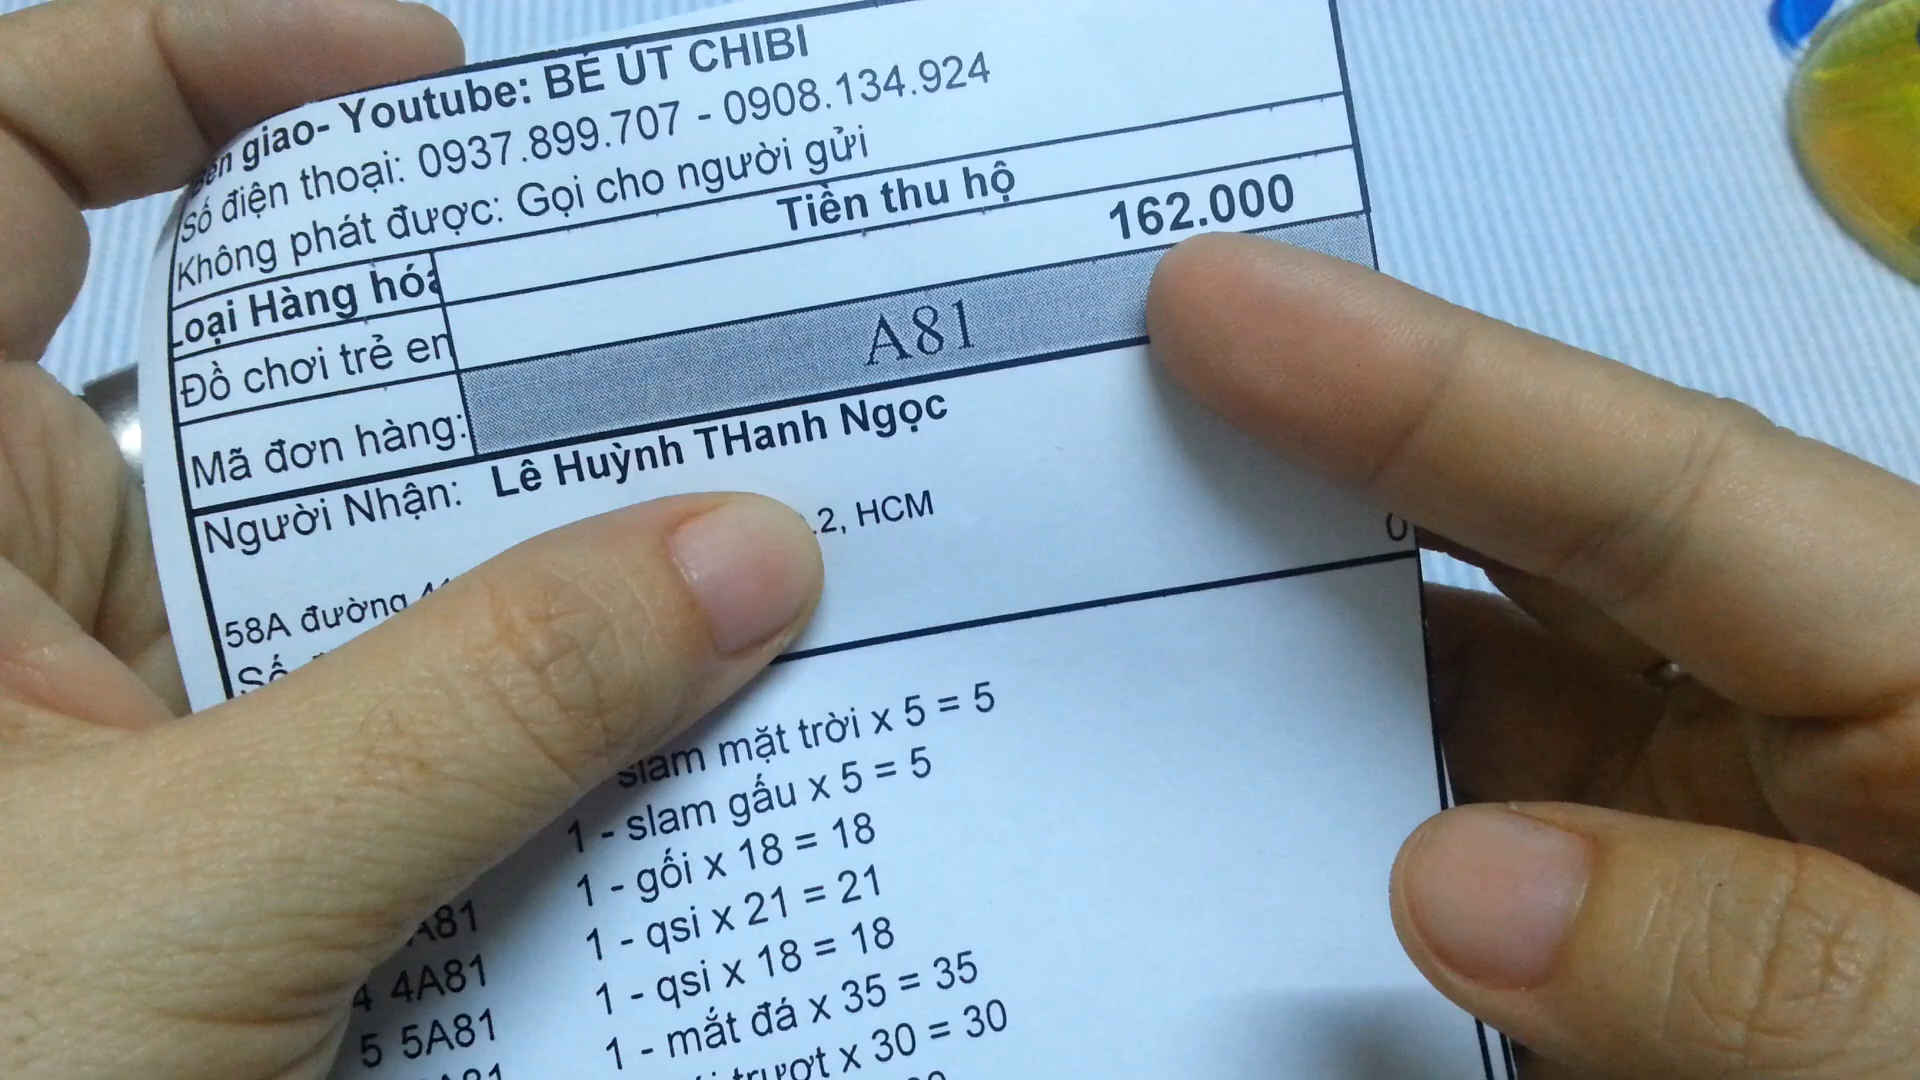 giao- Youtube: BÉ ÚT CHIBI
Số điện thoại: 0937.899.707 - 0908.134.924
Không phát được: Gọi cho người gửi
Loại Hàng hóa Tiền thu hộ
Đồ chơi trẻ em 162.000
Mã đơn hàng: A81
Người Nhận: Lê Huỳnh THanh Ngọc
58A đường .2, HCM
Số 0
slam mặt trời x 5 = 5
1 - slam gấu x 5 = 5
1 - gối x 18 = 18
A81 1 - qsi x 21 = 21
4 4A81 1 - qsi x 18 = 18
5 5A81 1 - mắt đá x 35 = 35
trượt x 30 = 30